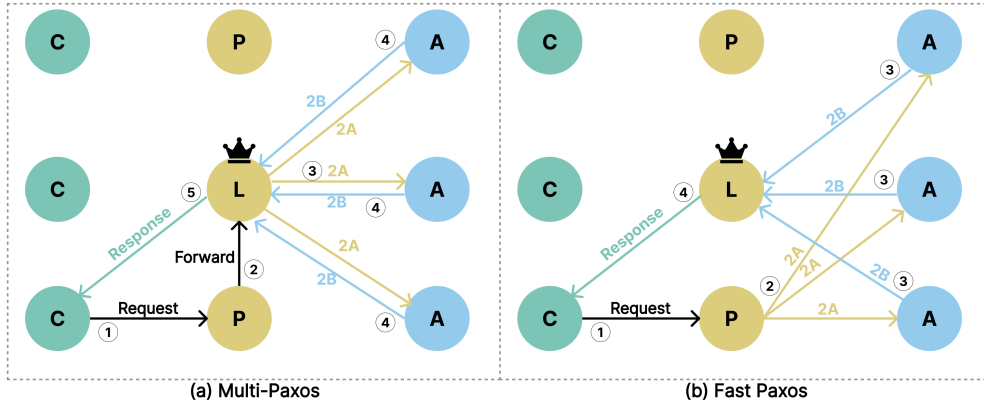 C
P
A
④
2B
2A
C
L
A
⑤
③
2A
2B
④
Response
Forward
2A
2B
②
C
Request
①
P
A
④
(a) Multi-Paxos
C
P
A
③
2B
C
L
A
④
③
2B
Response
2A
2A
2B
③
②
C
Request
①
P
2A
A
(b) Fast Paxos